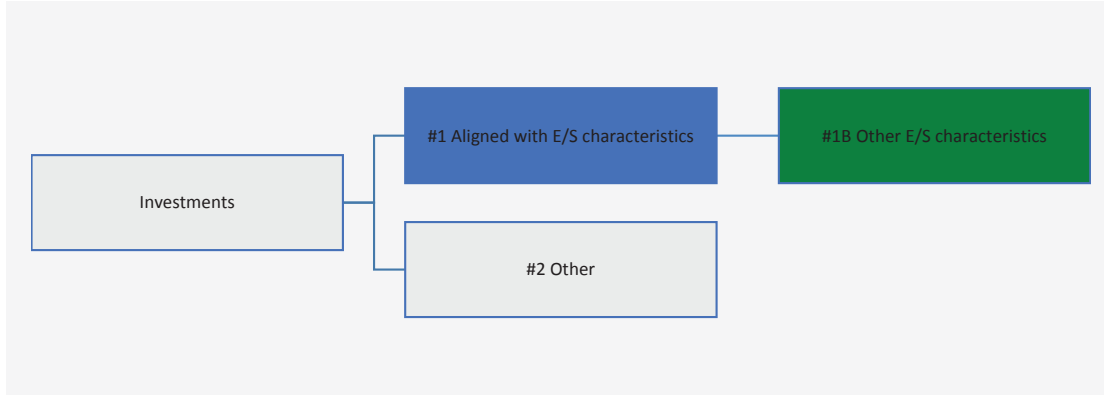 Investments
#1 Aligned with E/S characteristics
#1B Other E/S characteristics
#2 Other